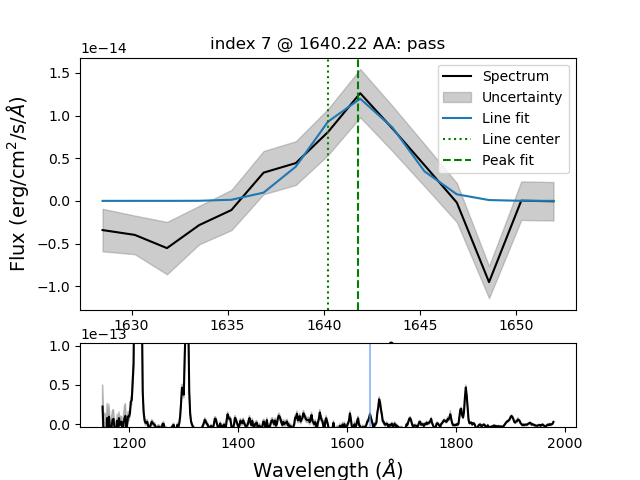 index 7 @ 1640.22 AA: pass
1e−14
1.5
1.0
0.5
0.0
−0.5
−1.0
Flux (erg/cm²/s/Å)
Spectrum
Uncertainty
Line fit
Line center
Peak fit
1630 1635 1640 1645 1650
1e−13
1.0
0.5
0.0
1200 1400 1600 1800 2000
Wavelength (Å)